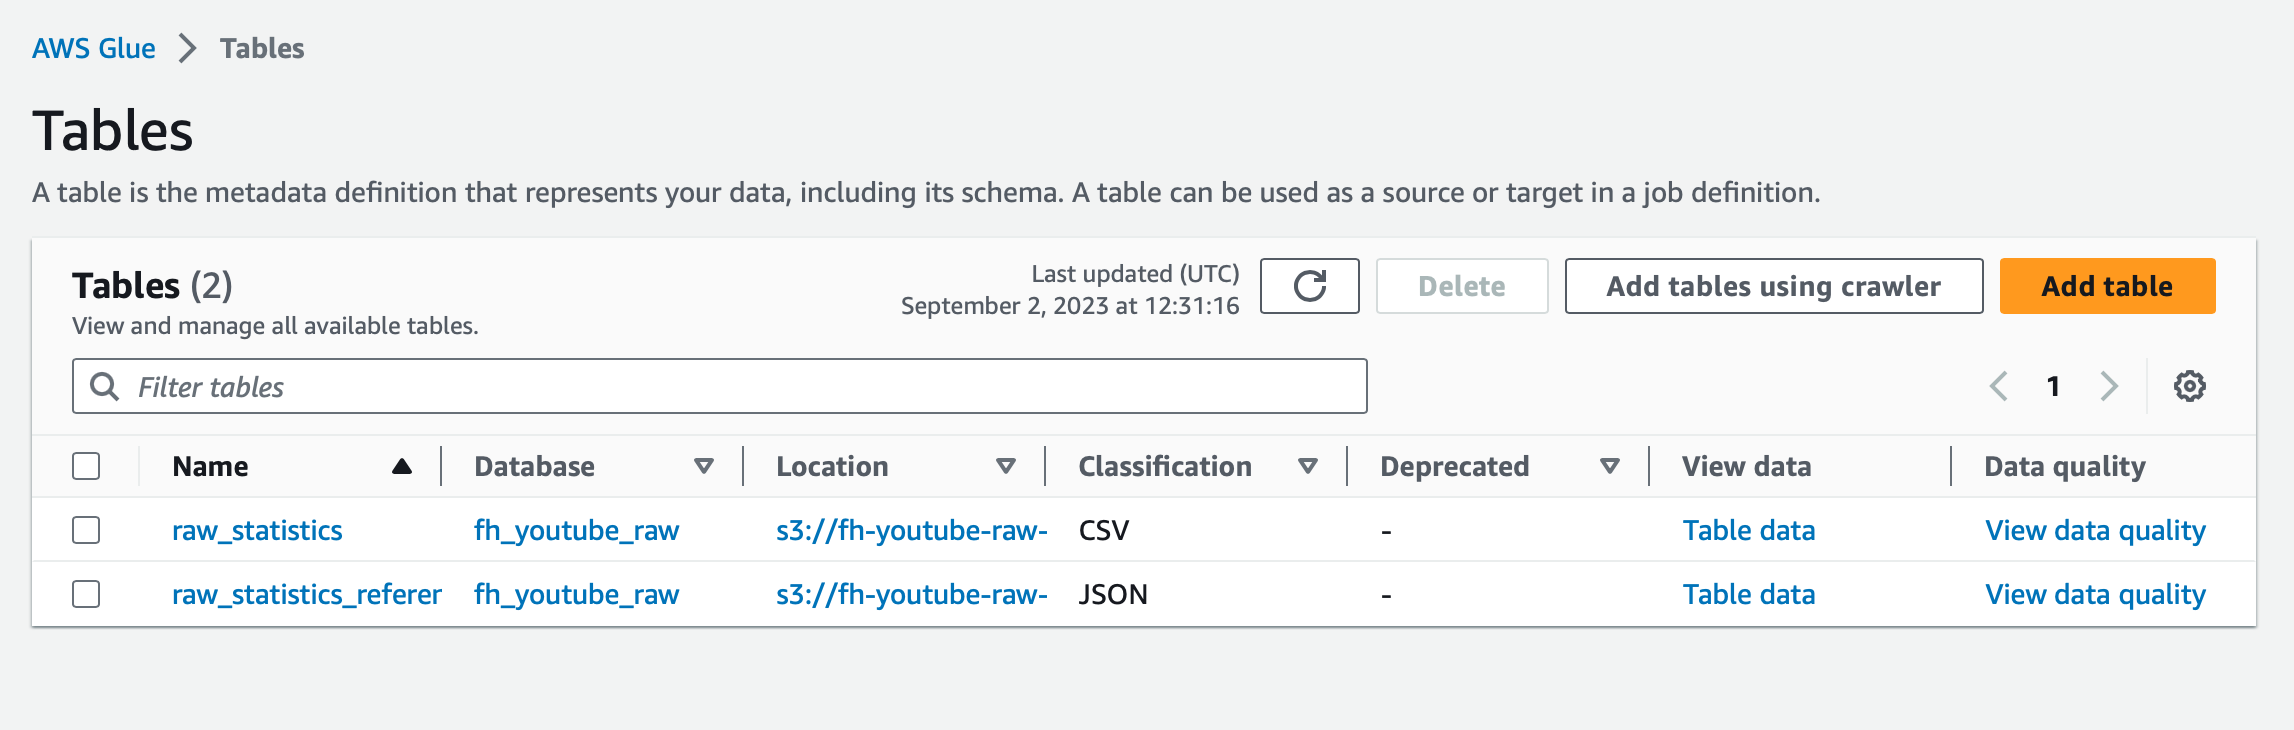 AWS Glue Tables
Tables
A table is the metadata definition that represents your data, including its schema. A table can be used as a source or target in a job definition.
Tables (2)
View and manage all available tables.
Last updated (UTC)
September 2, 2023 at 12:31:16
Delete
Add tables using crawler
Add table
Filter tables
1
Name Database Location Classification Deprecated View data Data quality
raw_statistics fh_youtube_raw s3://fh-youtube-raw- CSV - Table data View data quality
raw_statistics_referer fh_youtube_raw s3://fh-youtube-raw- JSON - Table data View data quality